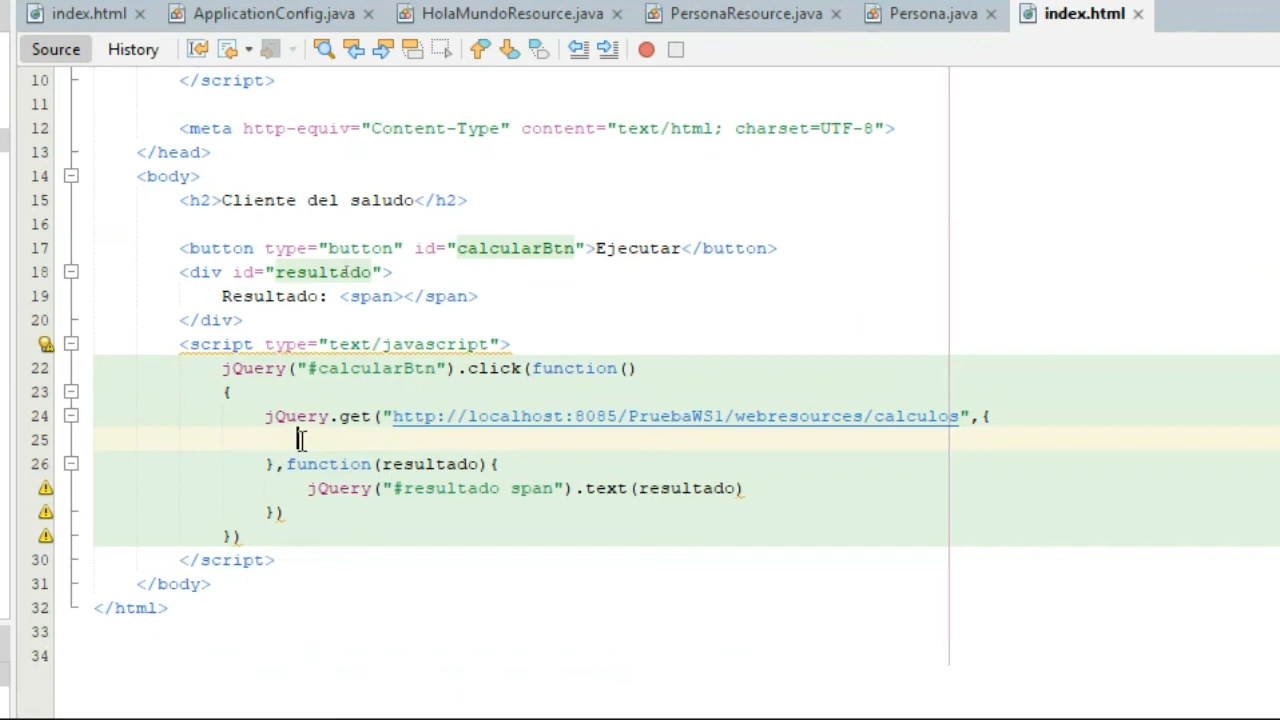 index.html ApplicationConfig.java HolaMundoResource.java PersonaResource.java Persona.java index.html
Source History
10 </script>
11
12 <meta http-equiv="Content-Type" content="text/html; charset=UTF-8">
13 </head>
14 <body>
15 <h2>Cliente del saludo</h2>
16
17 <button type="button" id="calcularBtn">Ejecutar</button>
18 <div id="resultado">
19 Resultado: <span></span>
20 </div>
<script type="text/javascript">
22 jQuery("#calcularBtn").click(function()
23 {
24 jQuery.get("http://localhost:8085/PruebaWS1/webresources/calculos",{
25
26 },function(resultado){
jQuery("#resultado span").text(resultado)
})
})
30 </script>
31 </body>
32 </html>
33
34